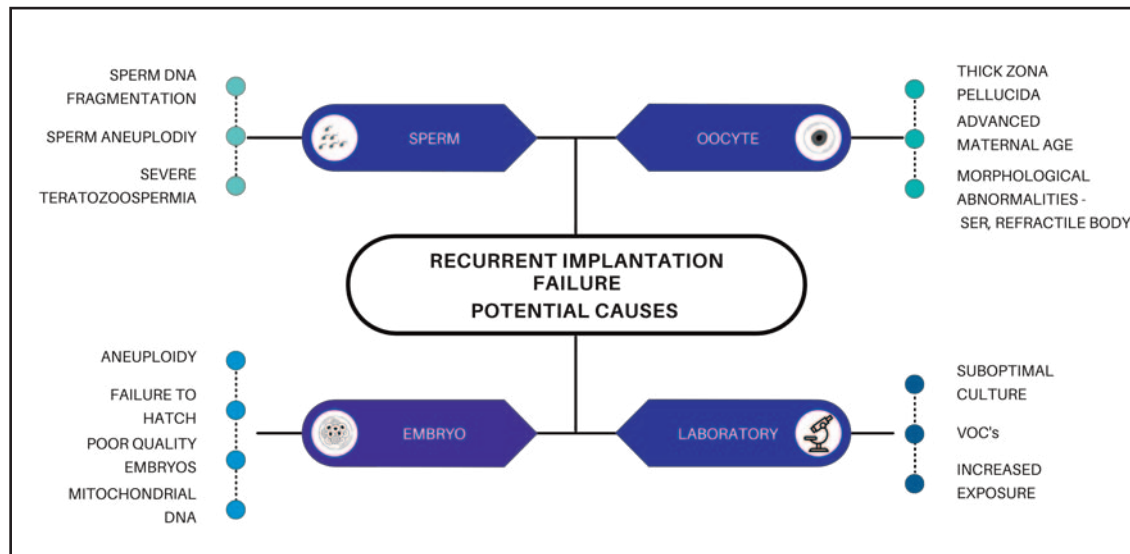 SPERM DNA
FRAGMENTATION
SPERM ANEUPLODIY
SEVERE
TERATOZOOSPERMIA
SPERM
OOCYTE
THICK ZONA
PELLUCIDA
ADVANCED
MATERNAL AGE
MORPHOLOGICAL
ABNORMALITIES -
SER, REFRACTILE BODY
RECURRENT IMPLANTATION
FAILURE
POTENTIAL CAUSES
ANEUPLOIDY
FAILURE TO
HATCH
POOR QUALITY
EMBRYOS
MITOCHONDRIAL
DNA
EMBRYO
LABORATORY
SUBOPTIMAL
CULTURE
VOC's
INCREASED
EXPOSURE